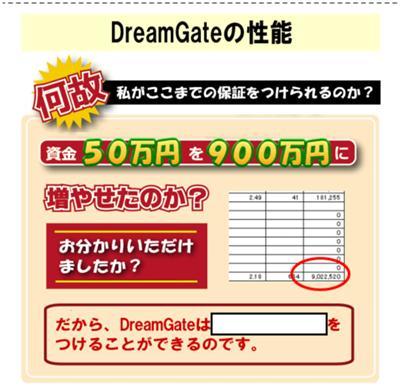 DreamGateの性能
何故
私がここまでの保証をつけられるのか？
資金50万円を900万円に
増やせたのか？
2.49 41 181,255
0
0
0
0
0
0
2.18 9,022,520
お分かりいただけ
ましたか？
だから、DreamGateは を
つけることができるのです。